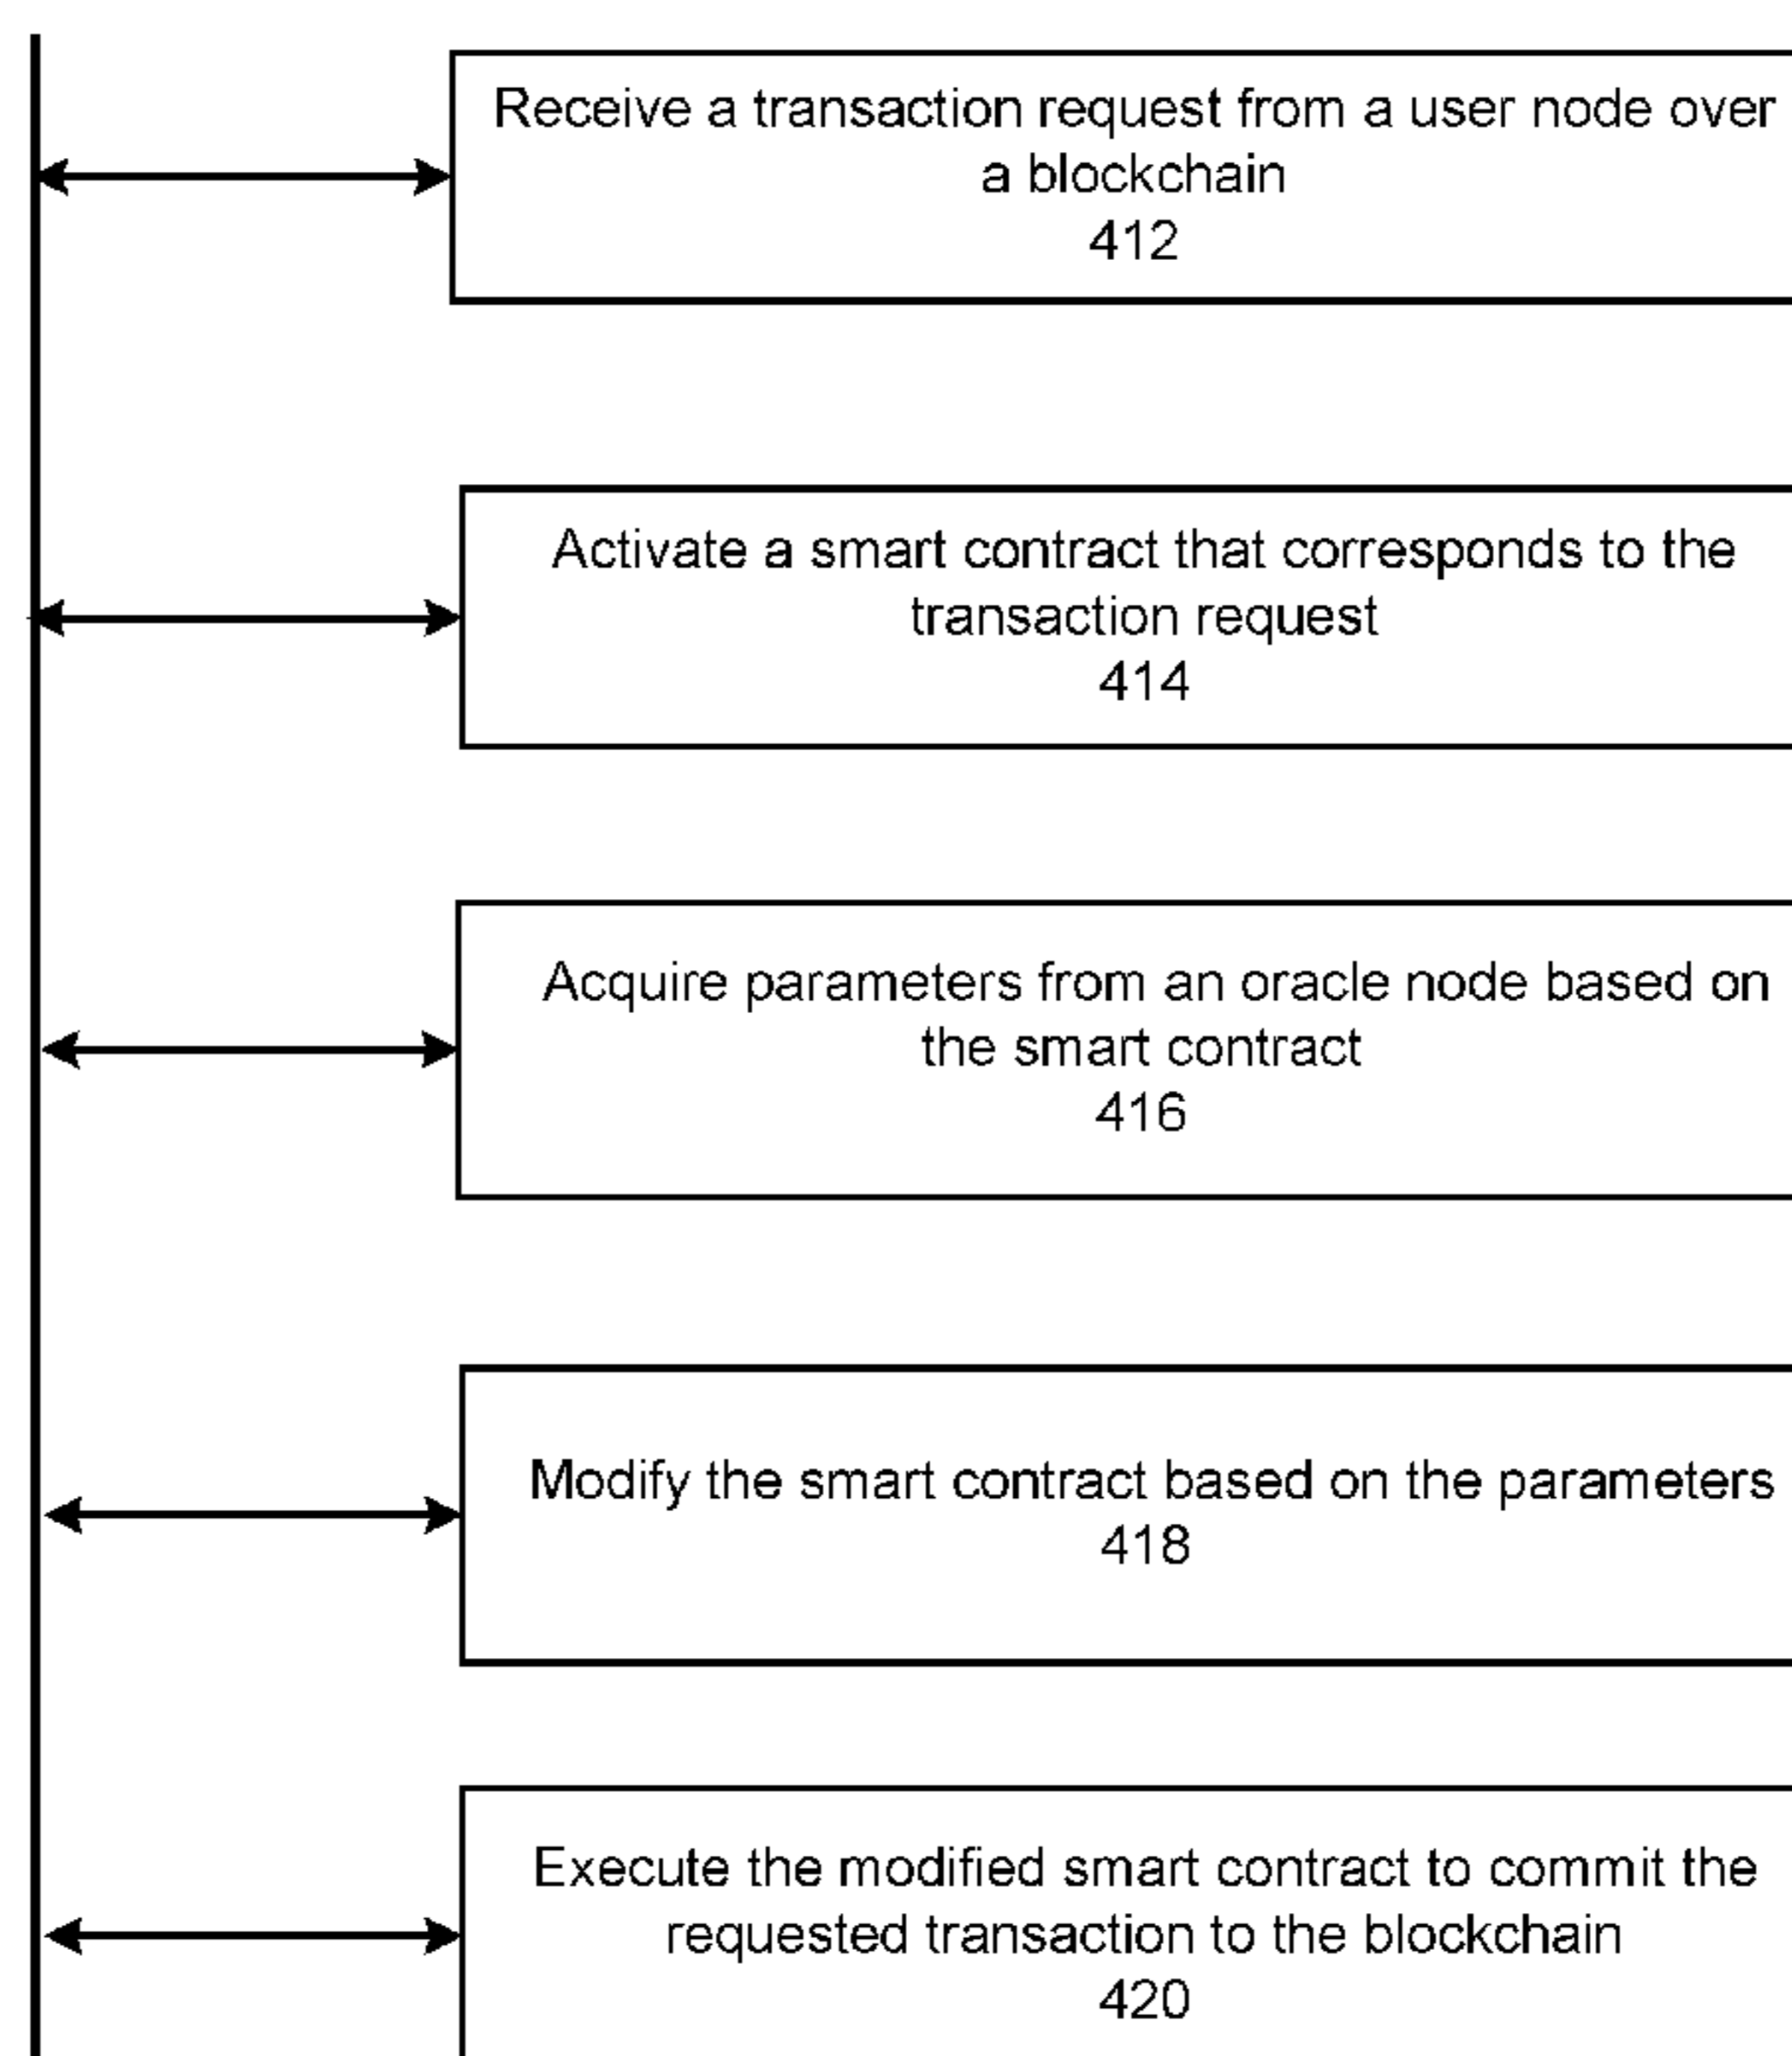 Receive a transaction request from a user node over
a blockchain
412
Activate a smart contract that corresponds to the
transaction request
414
Acquire parameters from an oracle node based on
the smart contract
416
Modify the smart contract based on the parameters
418
Execute the modified smart contract to commit the
requested transaction to the blockchain
420